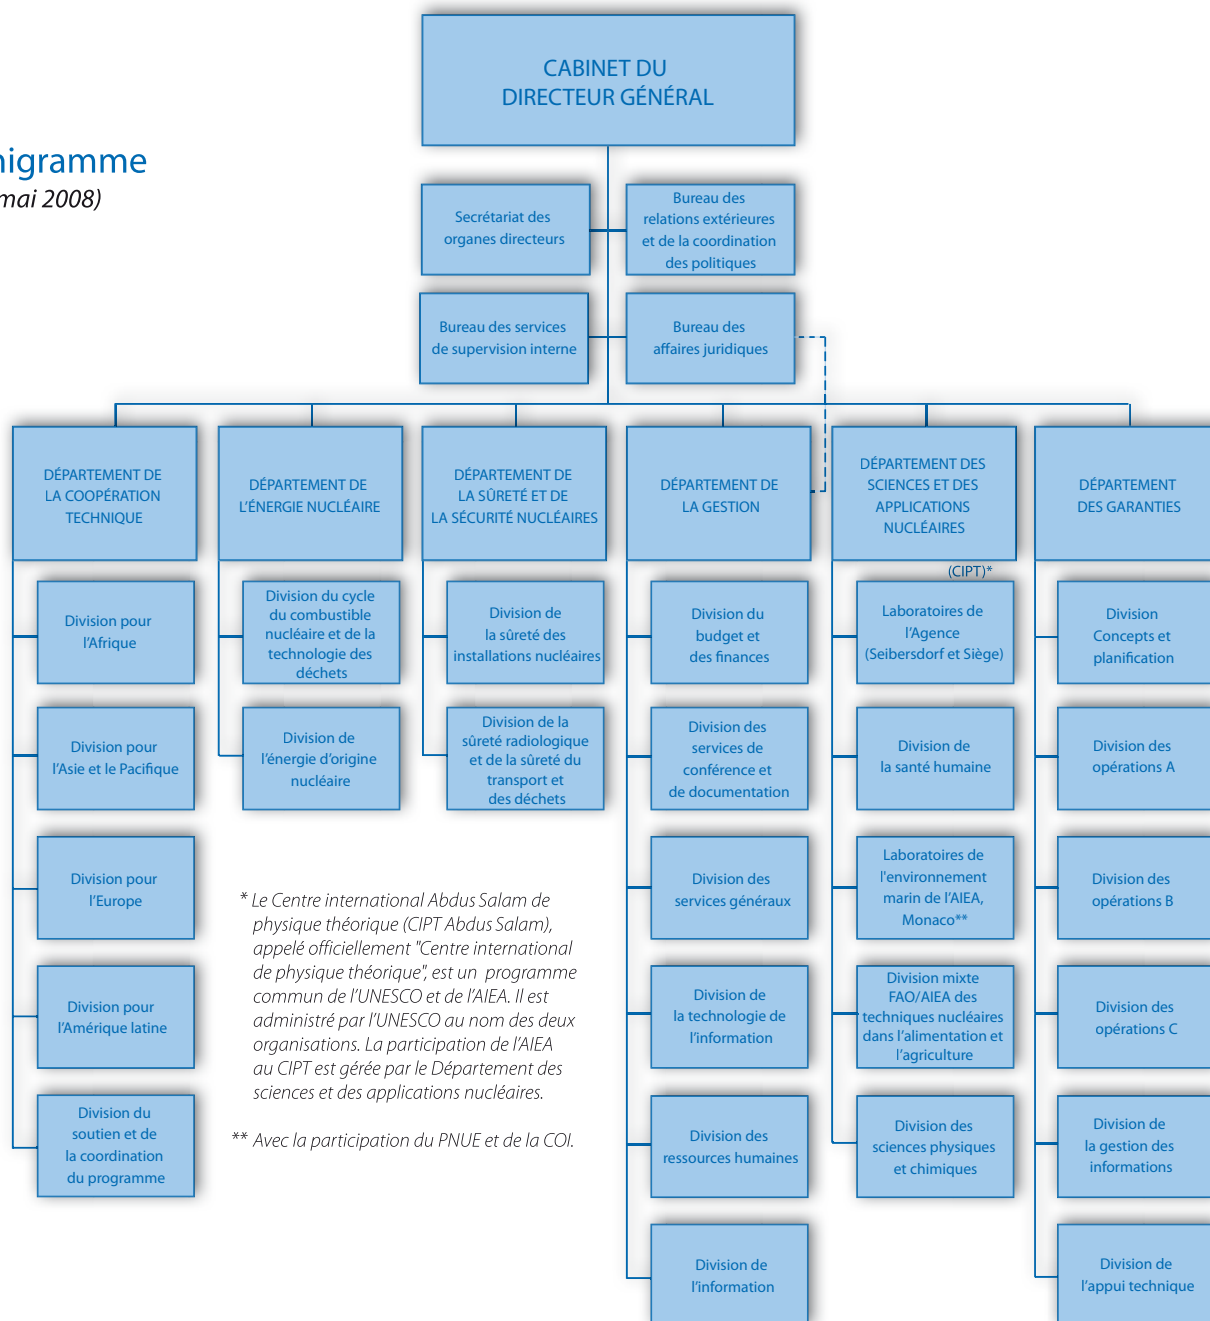 CABINET DU
DIRECTEUR GÉNÉRAL
nigramme
mai 2008)
Secrétariat des
organes directeurs
Bureau des
relations extérieures
et de la coordination
des politiques
Bureau des services
de supervision interne
Bureau des
affaires juridiques
DÉPARTEMENT DE
LA COOPÉRATION
TECHNIQUE
DÉPARTEMENT DE
L'ÉNERGIE NUCLÉAIRE
DÉPARTEMENT DE
LA SÛRETÉ ET DE
LA SÉCURITÉ NUCLÉAIRES
DÉPARTEMENT DE
LA GESTION
DÉPARTEMENT DES
SCIENCES ET DES
APPLICATIONS
NUCLÉAIRES
DÉPARTEMENT
DES GARANTIES
(CIPT)*
Division pour
l'Afrique
Division pour
l'Asie et le Pacifique
Division pour
l'Europe
Division pour
l'Amérique latine
Division du
soutien et de
la coordination
du programme
Division du cycle
du combustible
nucléaire et de la
technologie des
déchets
Division de
l'énergie d'origine
nucléaire
Division de
la sûreté des
installations nucléaires
Division de la
sûreté radiologique
et de la sûreté du
transport et
des déchets
Division du
budget et
des finances
Division des
services de
conférence et
de documentation
Division des
services généraux
Division de
la technologie de
l'information
Division des
ressources humaines
Division de
l'information
Laboratoires de
l'Agence
(Seibersdorf et Siège)
Division de
la santé humaine
Laboratoires de
l'environnement
marin de l'AIEA,
Monaco**
Division mixte
FAO/AIEA des
techniques nucléaires
dans l'alimentation et
l'agriculture
Division des
sciences physiques
et chimiques
Division
Concepts et
planification
Division des
opérations A
Division des
opérations B
Division des
opérations C
Division de
la gestion des
informations
Division de
l'appui technique
* Le Centre international Abdus Salam de
physique théorique (CIPT Abdus Salam),
appelé officiellement "Centre international
de physique théorique", est un programme
commun de l'UNESCO et de l'AIEA. Il est
administré par l'UNESCO au nom des deux
organisations. La participation de l'AIEA
au CIPT est gérée par le Département des
sciences et des applications nucléaires.
** Avec la participation du PNUE et de la COI.